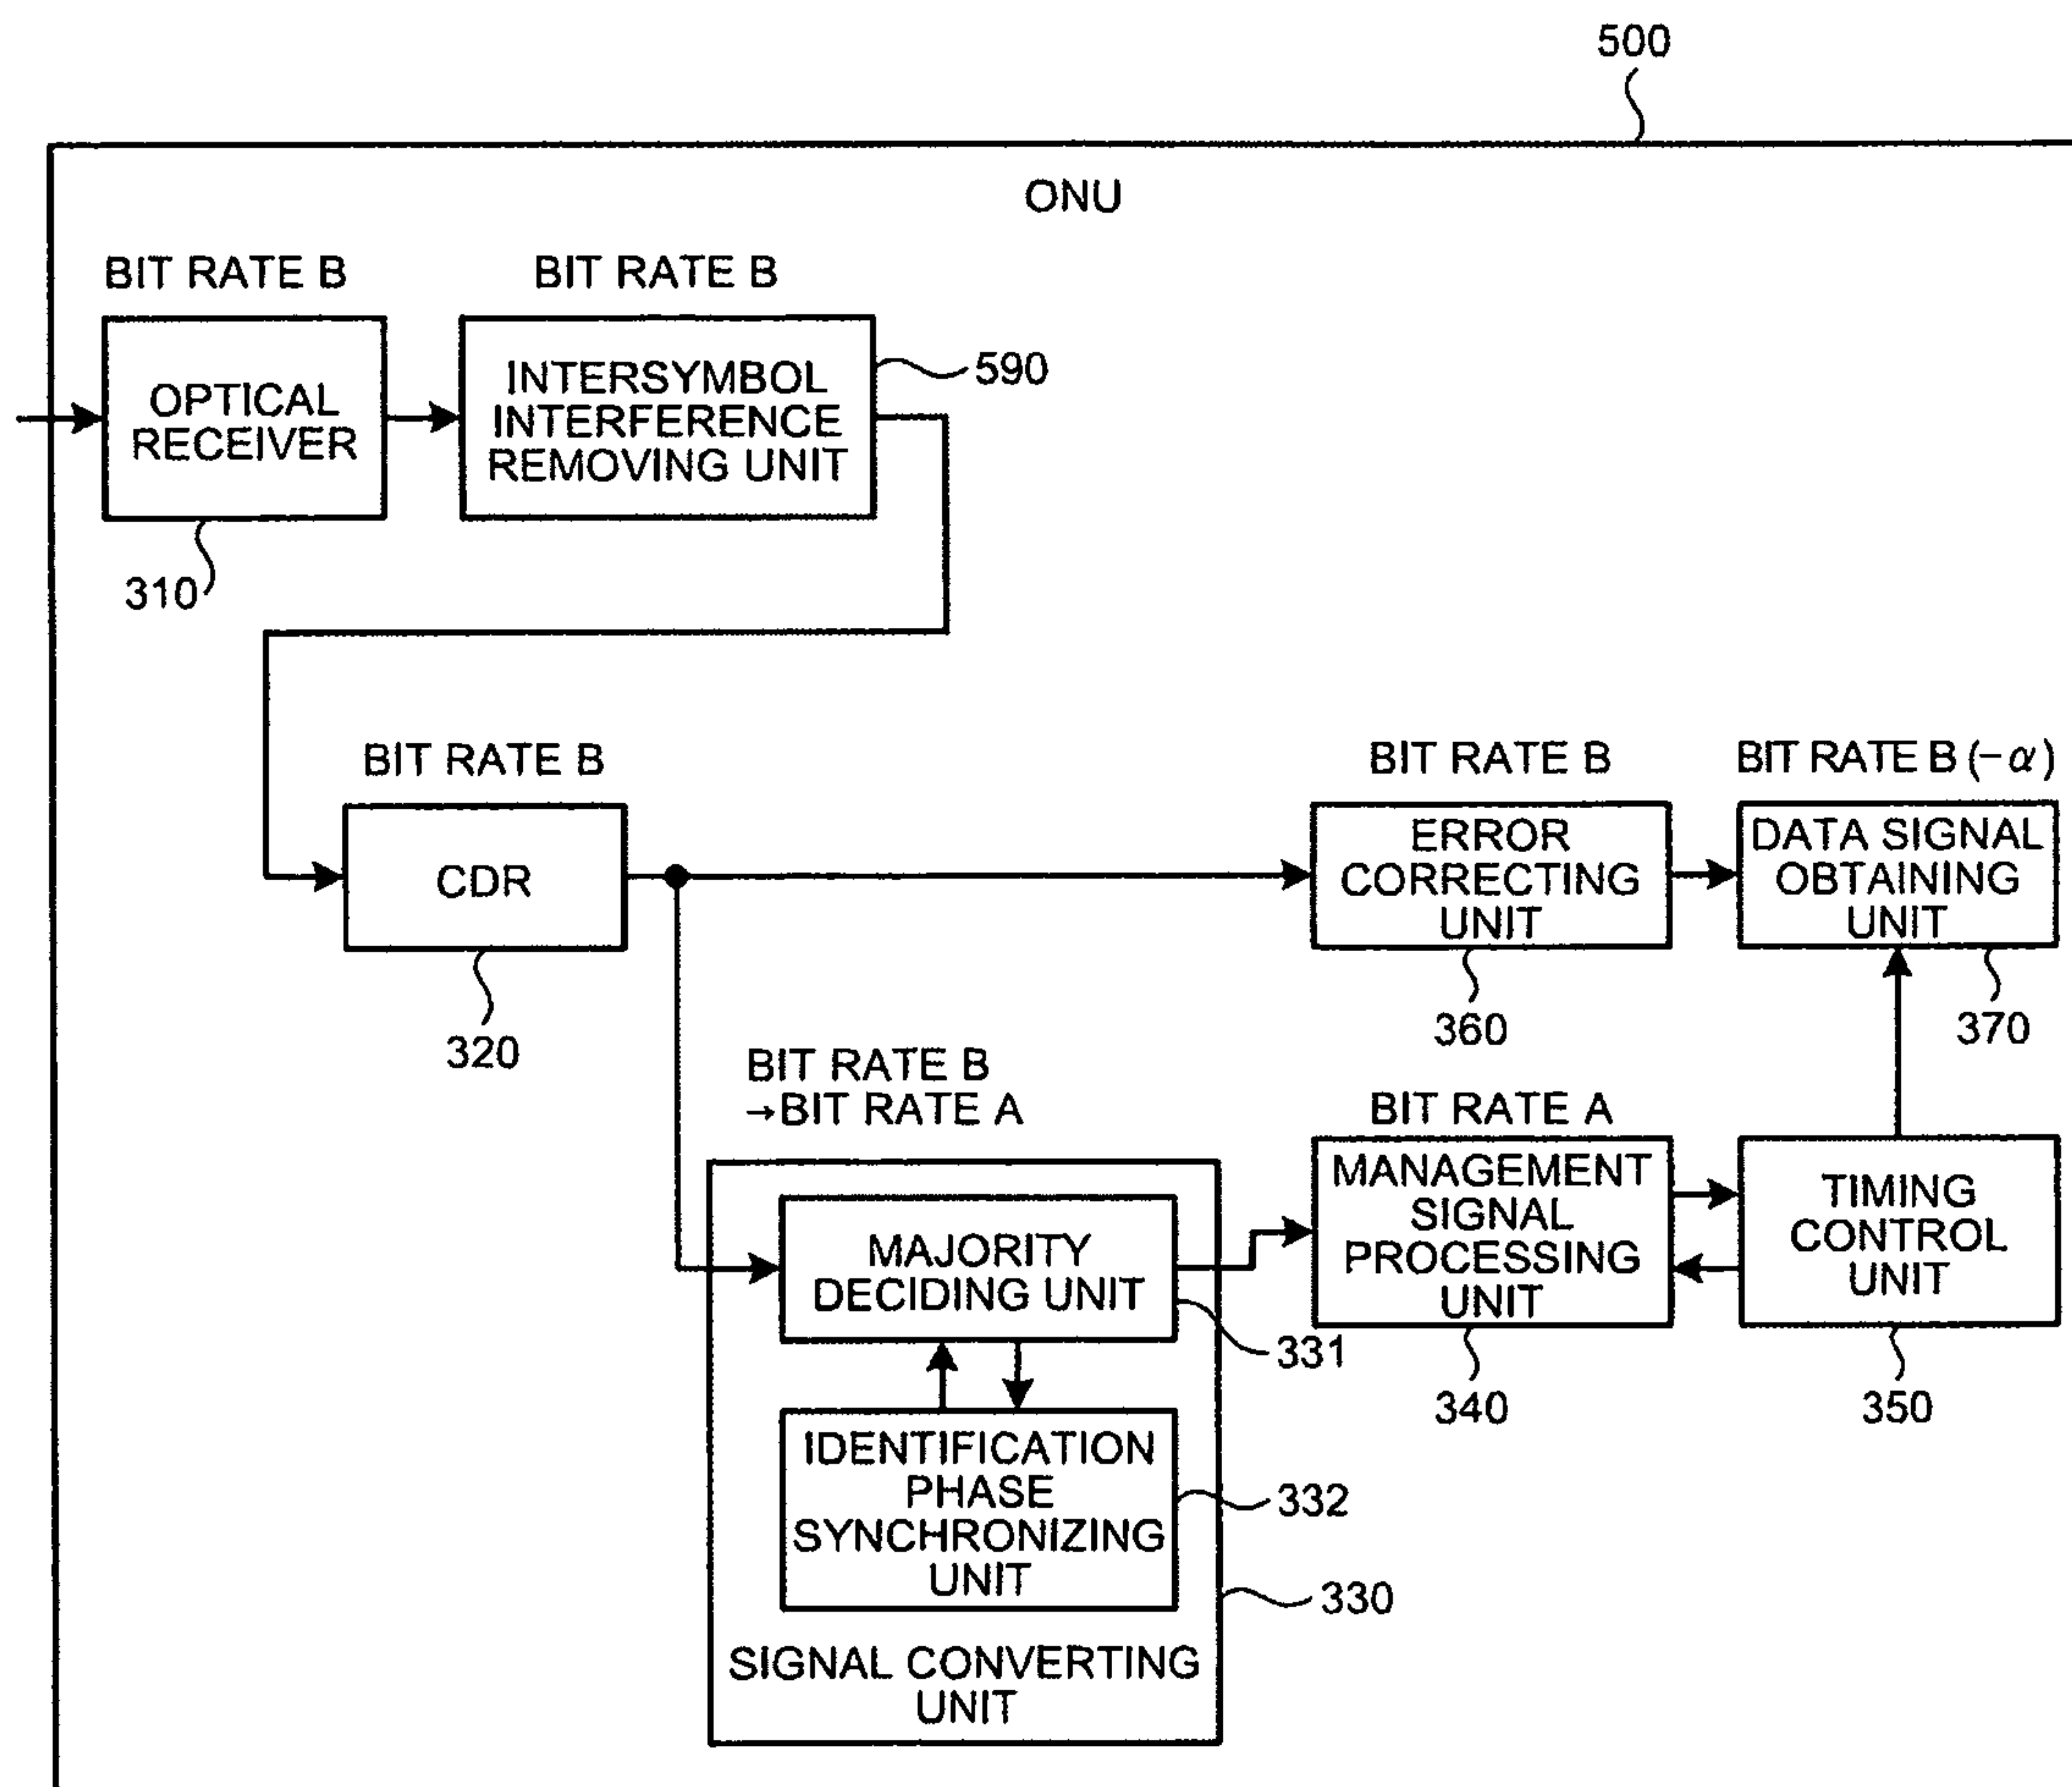 500
ONU
BIT RATE B
BIT RATE B
OPTICAL
RECEIVER
INTERSYMBOL
INTERFERENCE
REMOVING UNIT
590
310
BIT RATE B
BIT RATE B
BIT RATE B (-α)
CDR
ERROR
CORRECTING
UNIT
DATA SIGNAL
OBTAINING
UNIT
320
360
370
BIT RATE B
→BIT RATE A
BIT RATE A
MAJORITY
DECIDING UNIT
MANAGEMENT
SIGNAL
PROCESSING
UNIT
TIMING
CONTROL
UNIT
331
340
350
IDENTIFICATION
PHASE
SYNCHRONIZING
UNIT
332
330
SIGNAL CONVERTING
UNIT